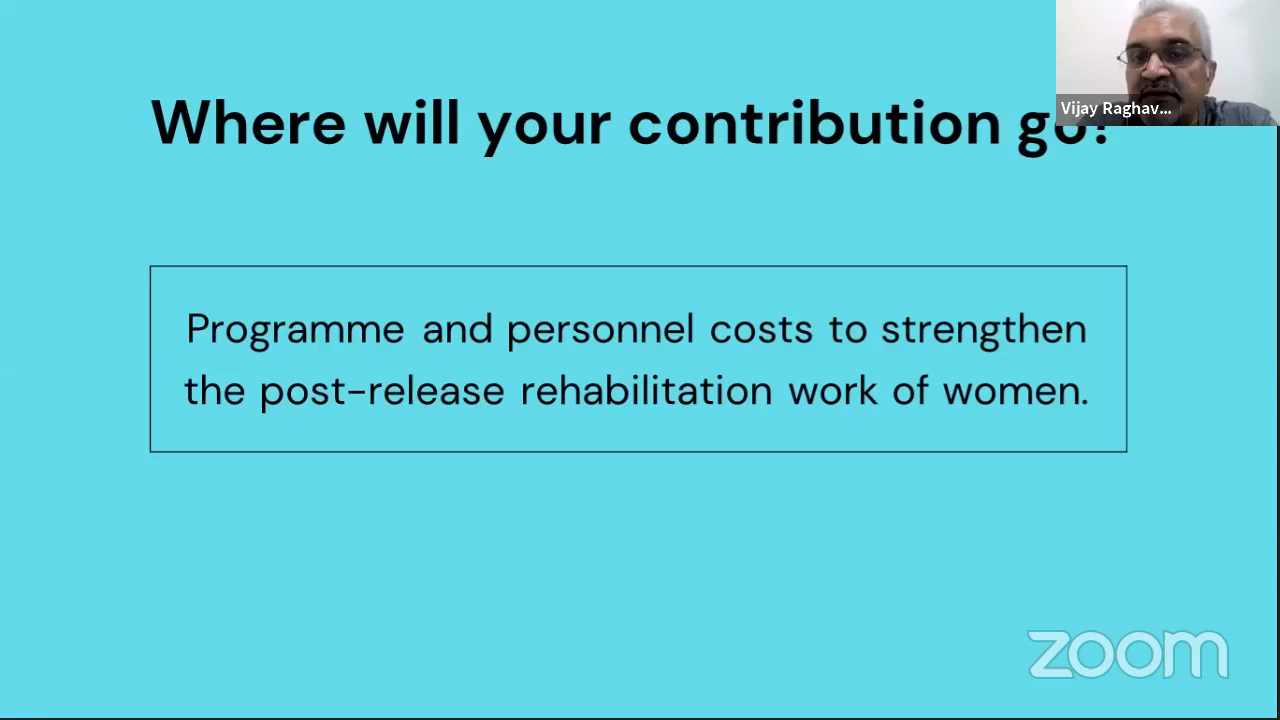 Where will your contribution go?
Vijay Raghav...
Programme and personnel costs to strengthen
the post-release rehabilitation work of women.
zoom